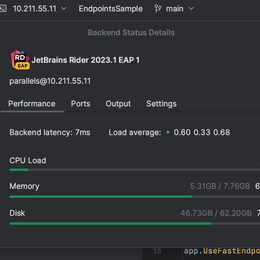 10.211.55.11 EndpointsSample main
Backend Status Details
RD
EAP
JetBrains Rider 2023.1 EAP 1
parallels@10.211.55.11
Performance Ports Output Settings
Backend latency: 7ms Load average: 0.60 0.33 0.68
CPU Load
Memory 5.31GB / 7.76GB 6
Disk 46.73GB / 62.20GB 7
16 app.UseFastEndpo